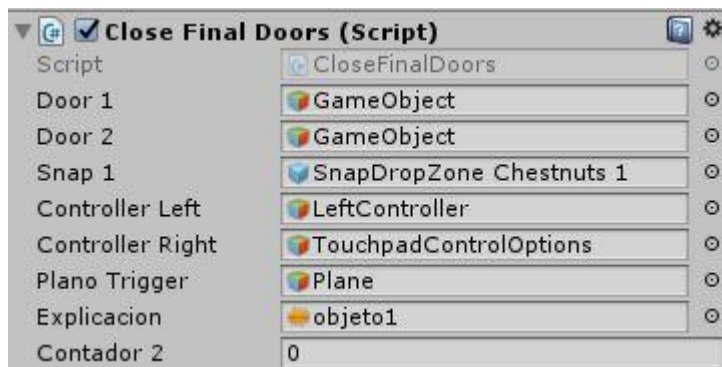 Close Final Doors (Script)
Script CloseFinalDoors
Door 1 GameObject
Door 2 GameObject
Snap 1 SnapDropZone Chestnuts 1
Controller Left LeftController
Controller Right TouchpadControlOptions
Plano Trigger Plane
Explicacion objeto1
Contador 2 0